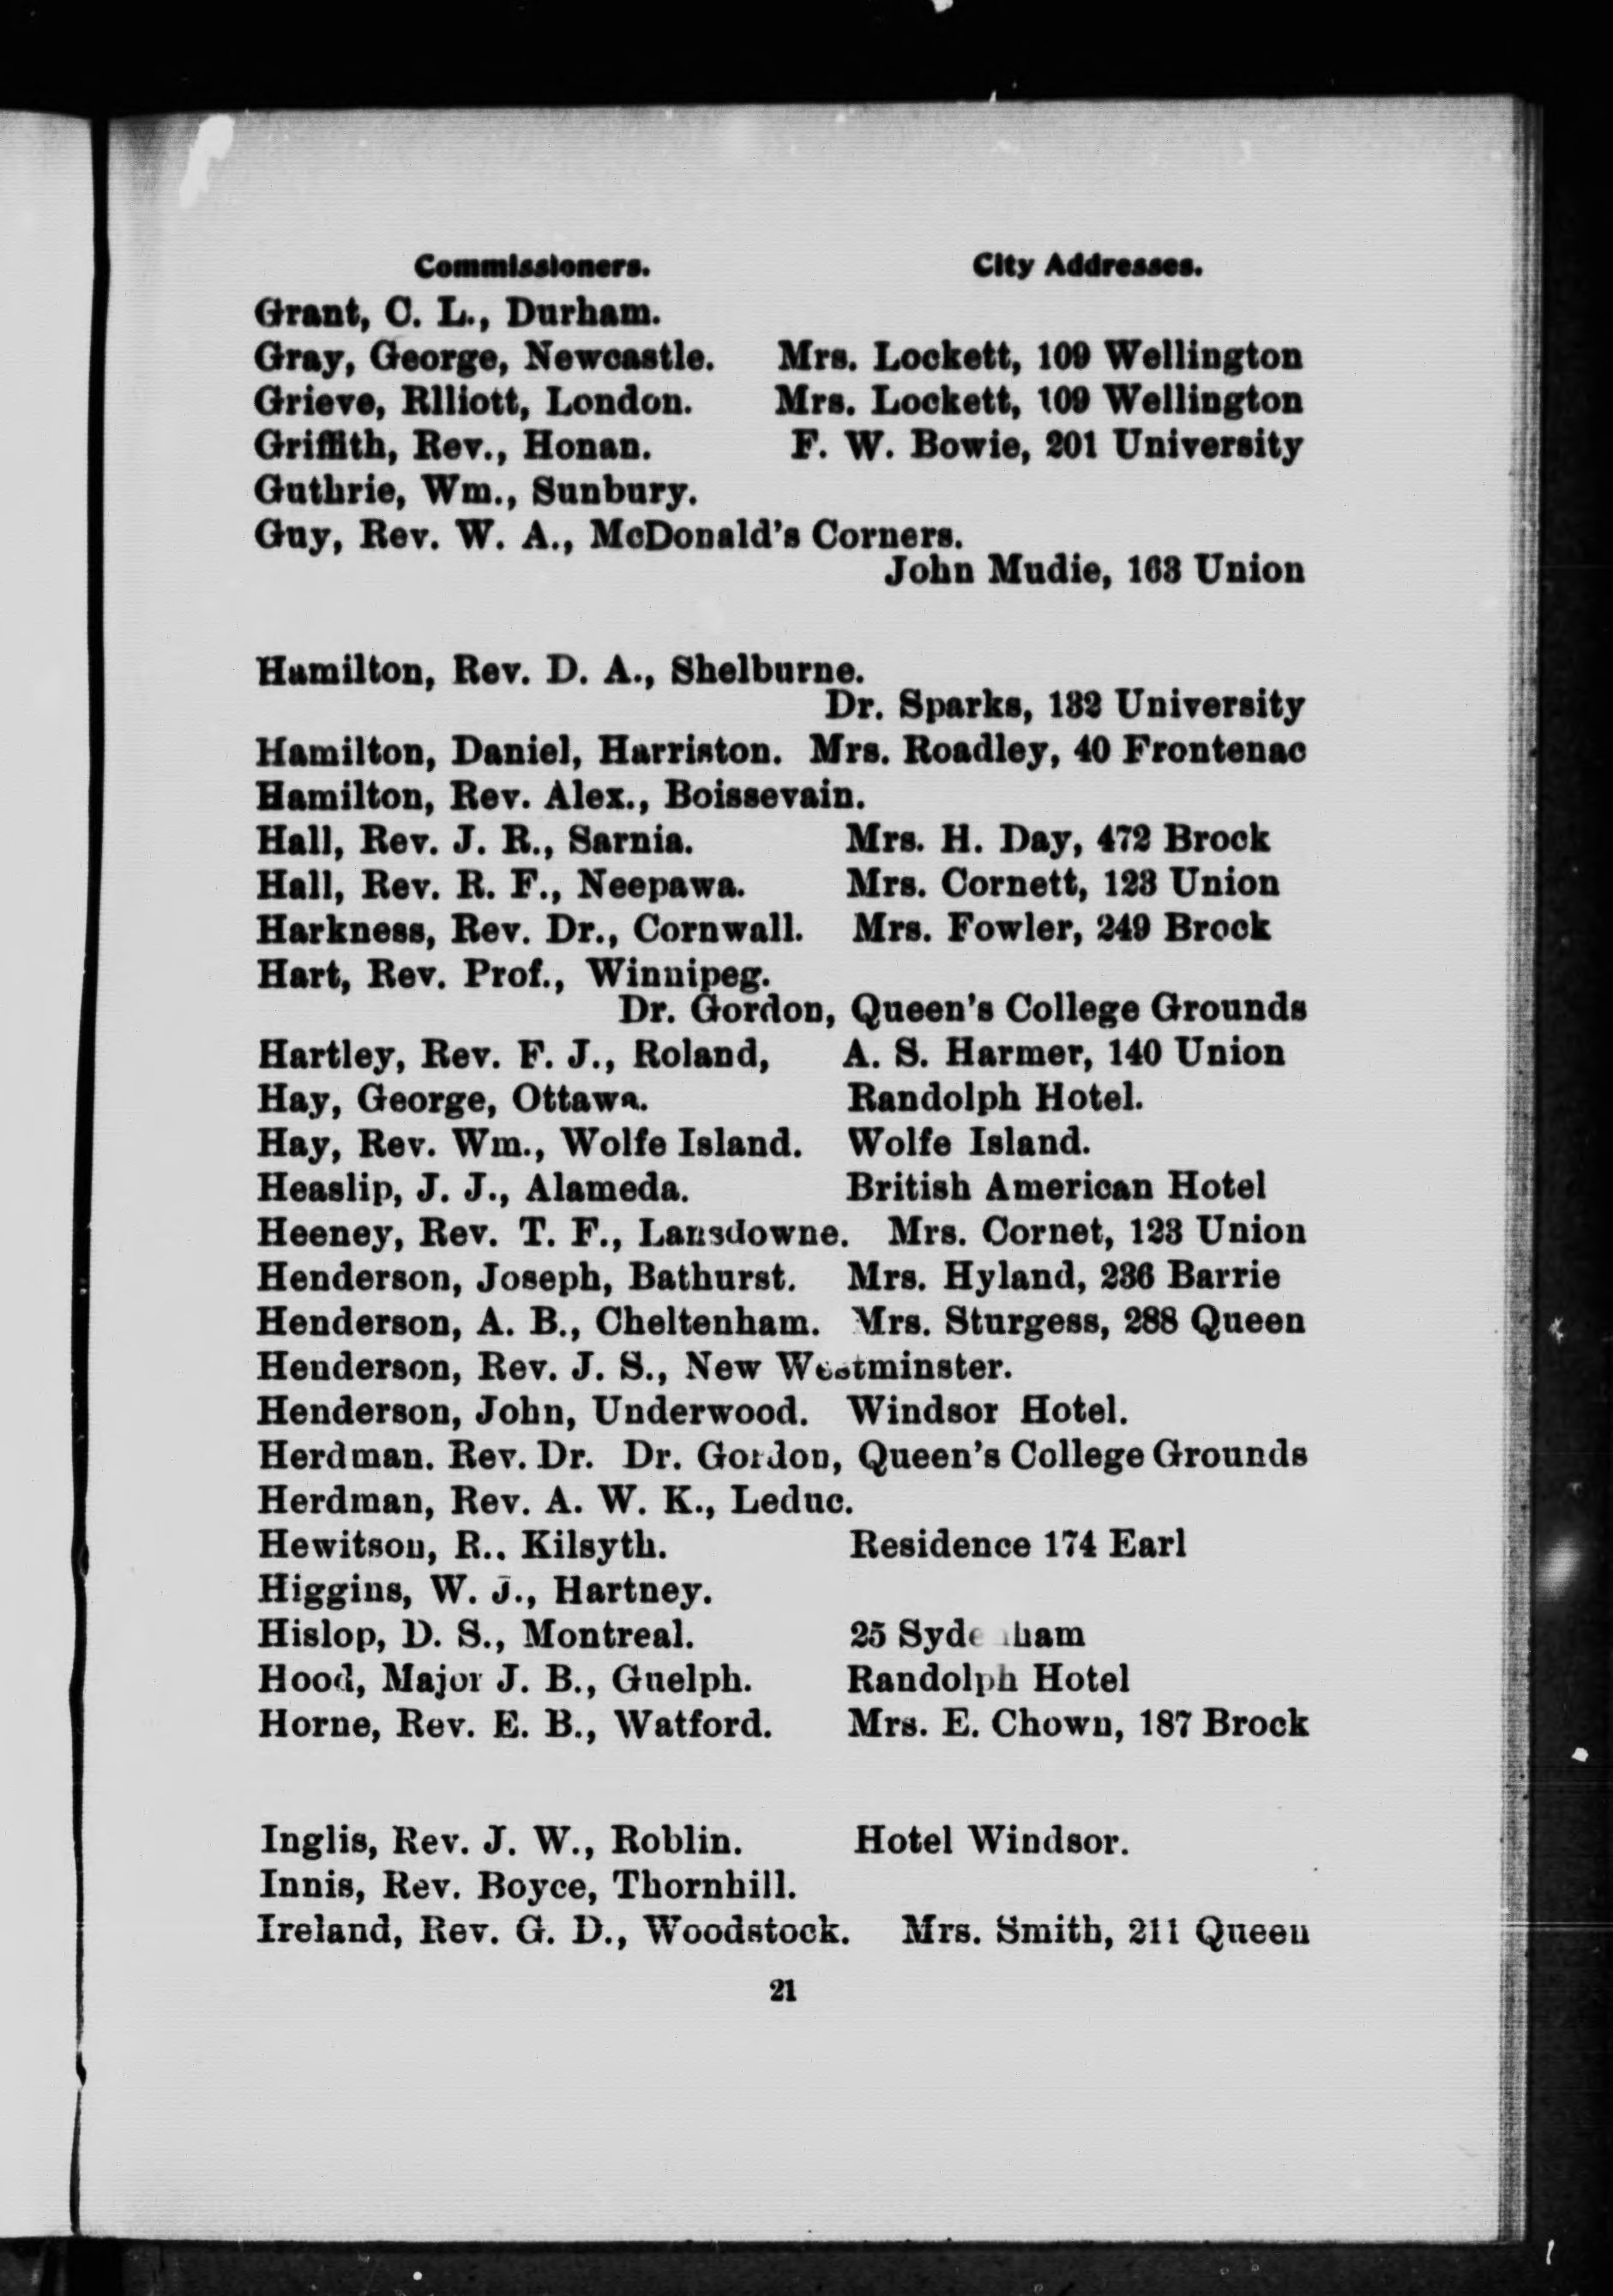 Commissioners. City Addresses.
Grant, C. L., Durham.
Gray, George, Newcastle. Mrs. Lockett, 109 Wellington
Grieve, Rlliott, London. Mrs. Lockett, 109 Wellington
Griffith, Rev., Honan. F. W. Bowie, 201 University
Guthrie, Wm., Sunbury.
Guy, Rev. W. A., McDonald's Corners.
John Mudie, 163 Union
Hamilton, Rev. D. A., Shelburne.
Dr. Sparks, 132 University
Hamilton, Daniel, Harriston. Mrs. Roadley, 40 Frontenac
Hamilton, Rev. Alex., Boissevain.
Hall, Rev. J. R., Sarnia. Mrs. H. Day, 472 Brock
Hall, Rev. R. F., Neepawa. Mrs. Cornett, 123 Union
Harkness, Rev. Dr., Cornwall. Mrs. Fowler, 249 Brock
Hart, Rev. Prof., Winnipeg.
Dr. Gordon, Queen's College Grounds
Hartley, Rev. F. J., Roland, A. S. Harmer, 140 Union
Hay, George, Ottawa. Randolph Hotel.
Hay, Rev. Wm., Wolfe Island. Wolfe Island.
Heaslip, J. J., Alameda. British American Hotel
Heeney, Rev. T. F., Lansdowne. Mrs. Cornet, 123 Union
Henderson, Joseph, Bathurst. Mrs. Hyland, 236 Barrie
Henderson, A. B., Cheltenham. Mrs. Sturgess, 288 Queen
Henderson, Rev. J. S., New Westminster.
Henderson, John, Underwood. Windsor Hotel.
Herdman. Rev. Dr. Dr. Gordon, Queen's College Grounds
Herdman, Rev. A. W. K., Leduc.
Hewitson, R.. Kilsyth. Residence 174 Earl
Higgins, W. J., Hartney.
Hislop, D. S., Montreal. 25 Sydenham
Hood, Major J. B., Guelph. Randolph Hotel
Horne, Rev. E. B., Watford. Mrs. E. Chown, 187 Brock
Inglis, Rev. J. W., Roblin. Hotel Windsor.
Innis, Rev. Boyce, Thornhill.
Ireland, Rev. G. D., Woodstock. Mrs. Smith, 211 Queen
21